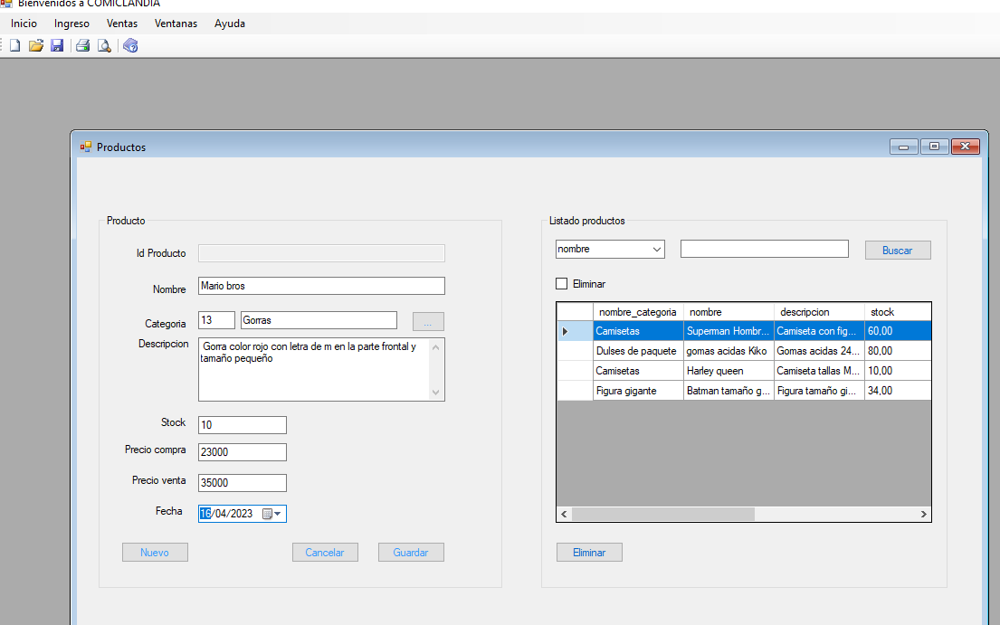 Bienvenidos a COMICLANDIA
Inicio Ingreso Ventas Ventanas Ayuda
Productos
Producto
Id Producto
Nombre Mario bros
Categoria 13 Gorras ...
Descripcion Gorra color rojo con letra de m en la parte frontal y
tamaño pequeño
Stock 10
Precio compra 23000
Precio venta 35000
Fecha 16/04/2023
Nuevo Cancelar Guardar
Listado productos
nombre Buscar
Eliminar
nombre_categoria nombre descripcion stock
Camisetas Superman Hombr... Camiseta con fig... 60,00
Dulses de paquete gomas acidas Kiko Gomas acidas 24... 80,00
Camisetas Harley queen Camiseta tallas M... 10,00
Figura gigante Batman tamaño g... Figura tamaño gi... 34,00
Eliminar